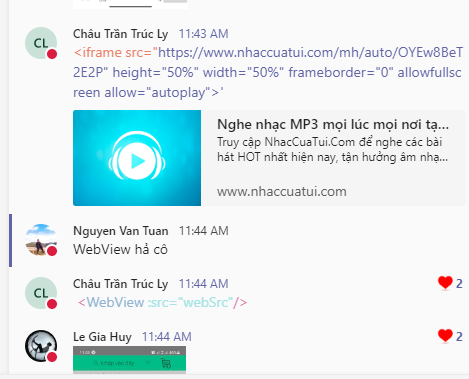 CL Châu Trần Trúc Ly 11:43 AM
<iframe src="https://www.nhaccuatui.com/mh/auto/OYEw8BeT
2E2P" height="50%" width="50%" frameborder="0" allowfullsc
reen allow="autoplay">'
Nghe nhạc MP3 mọi lúc mọi nơi tạ...
Truy cập NhacCuaTui.Com để nghe các bài
hát HOT nhất hiện nay, tận hưởng âm nhạ...
www.nhaccuatui.com
Nguyen Van Tuan 11:44 AM
WebView hả cô
CL Châu Trần Trúc Ly 11:44 AM 2
<WebView :src="webSrc"/>
Le Gia Huy 11:44 AM 2